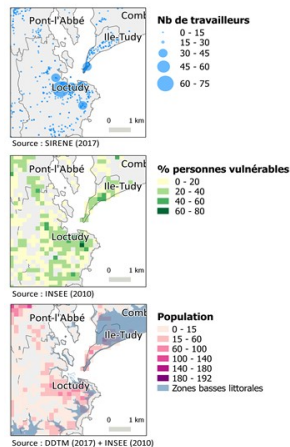 Pont-l'Abbé
Comb
Ile-Tudy
Loctudy
0 1 km
Nb de travailleurs
0 - 15
15 - 30
30 - 45
45 - 60
60 - 75
Source : SIRENE (2017)
Pont-l'Abbé
Comb
Ile-Tudy
Loctudy
0 1 km
% personnes vulnérables
0 - 20
20 - 40
40 - 60
60 - 80
Source : INSEE (2010)
Pont-l'Abbé
Comb
Ile-Tudy
Loctudy
0 1 km
Population
0 - 15
15 - 60
60 - 100
100 - 140
140 - 180
180 - 192
Zones basses littorales
Source : DDTM (2017) + INSEE (2010)